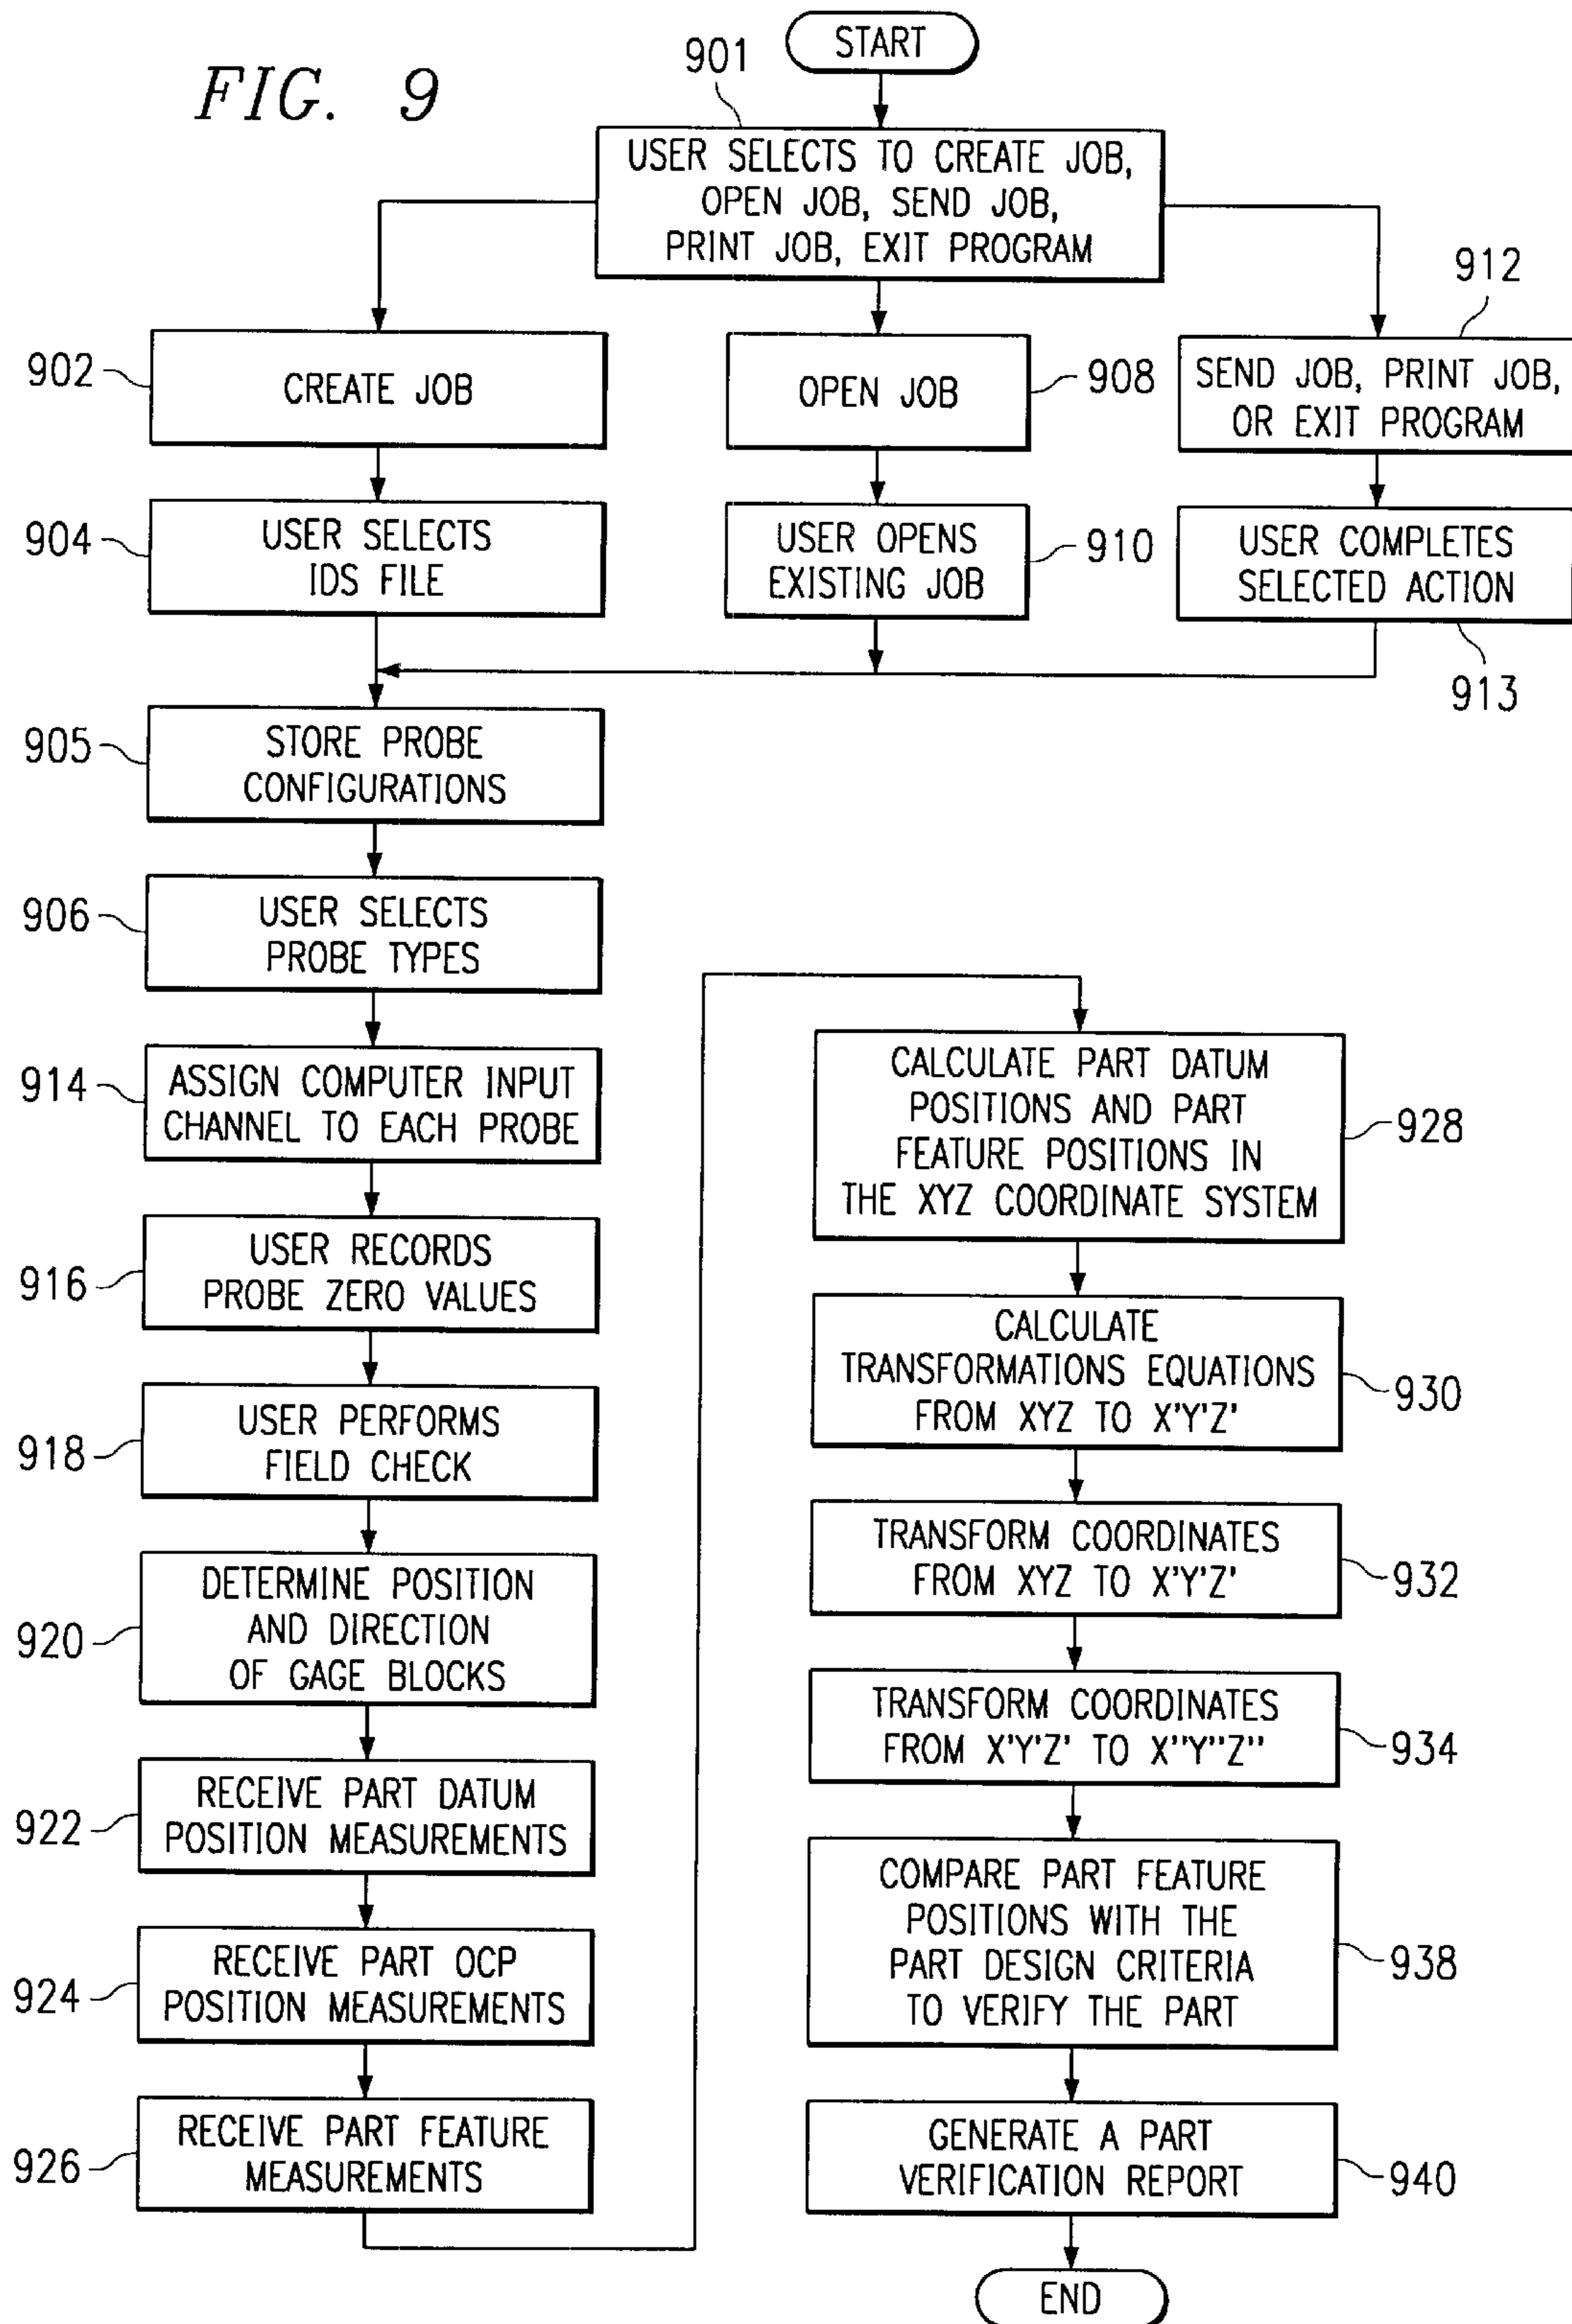 FIG. 9
START
901
USER SELECTS TO CREATE JOB,
OPEN JOB, SEND JOB,
PRINT JOB, EXIT PROGRAM
902
CREATE JOB
OPEN JOB
908
912
SEND JOB, PRINT JOB,
OR EXIT PROGRAM
904
USER SELECTS
IDS FILE
USER OPENS
EXISTING JOB
910
USER COMPLETES
SELECTED ACTION
913
905
STORE PROBE
CONFIGURATIONS
906
USER SELECTS
PROBE TYPES
914
ASSIGN COMPUTER INPUT
CHANNEL TO EACH PROBE
916
USER RECORDS
PROBE ZERO VALUES
918
USER PERFORMS
FIELD CHECK
920
DETERMINE POSITION
AND DIRECTION
OF GAGE BLOCKS
922
RECEIVE PART DATUM
POSITION MEASUREMENTS
924
RECEIVE PART OCP
POSITION MEASUREMENTS
926
RECEIVE PART FEATURE
MEASUREMENTS
CALCULATE PART DATUM
POSITIONS AND PART
FEATURE POSITIONS IN
THE XYZ COORDINATE SYSTEM
928
CALCULATE
TRANSFORMATIONS EQUATIONS
FROM XYZ TO X'Y'Z'
930
TRANSFORM COORDINATES
FROM XYZ TO X'Y'Z'
932
TRANSFORM COORDINATES
FROM X'Y'Z' TO X''Y''Z''
934
COMPARE PART FEATURE
POSITIONS WITH THE
PART DESIGN CRITERIA
TO VERIFY THE PART
938
GENERATE A PART
VERIFICATION REPORT
940
END